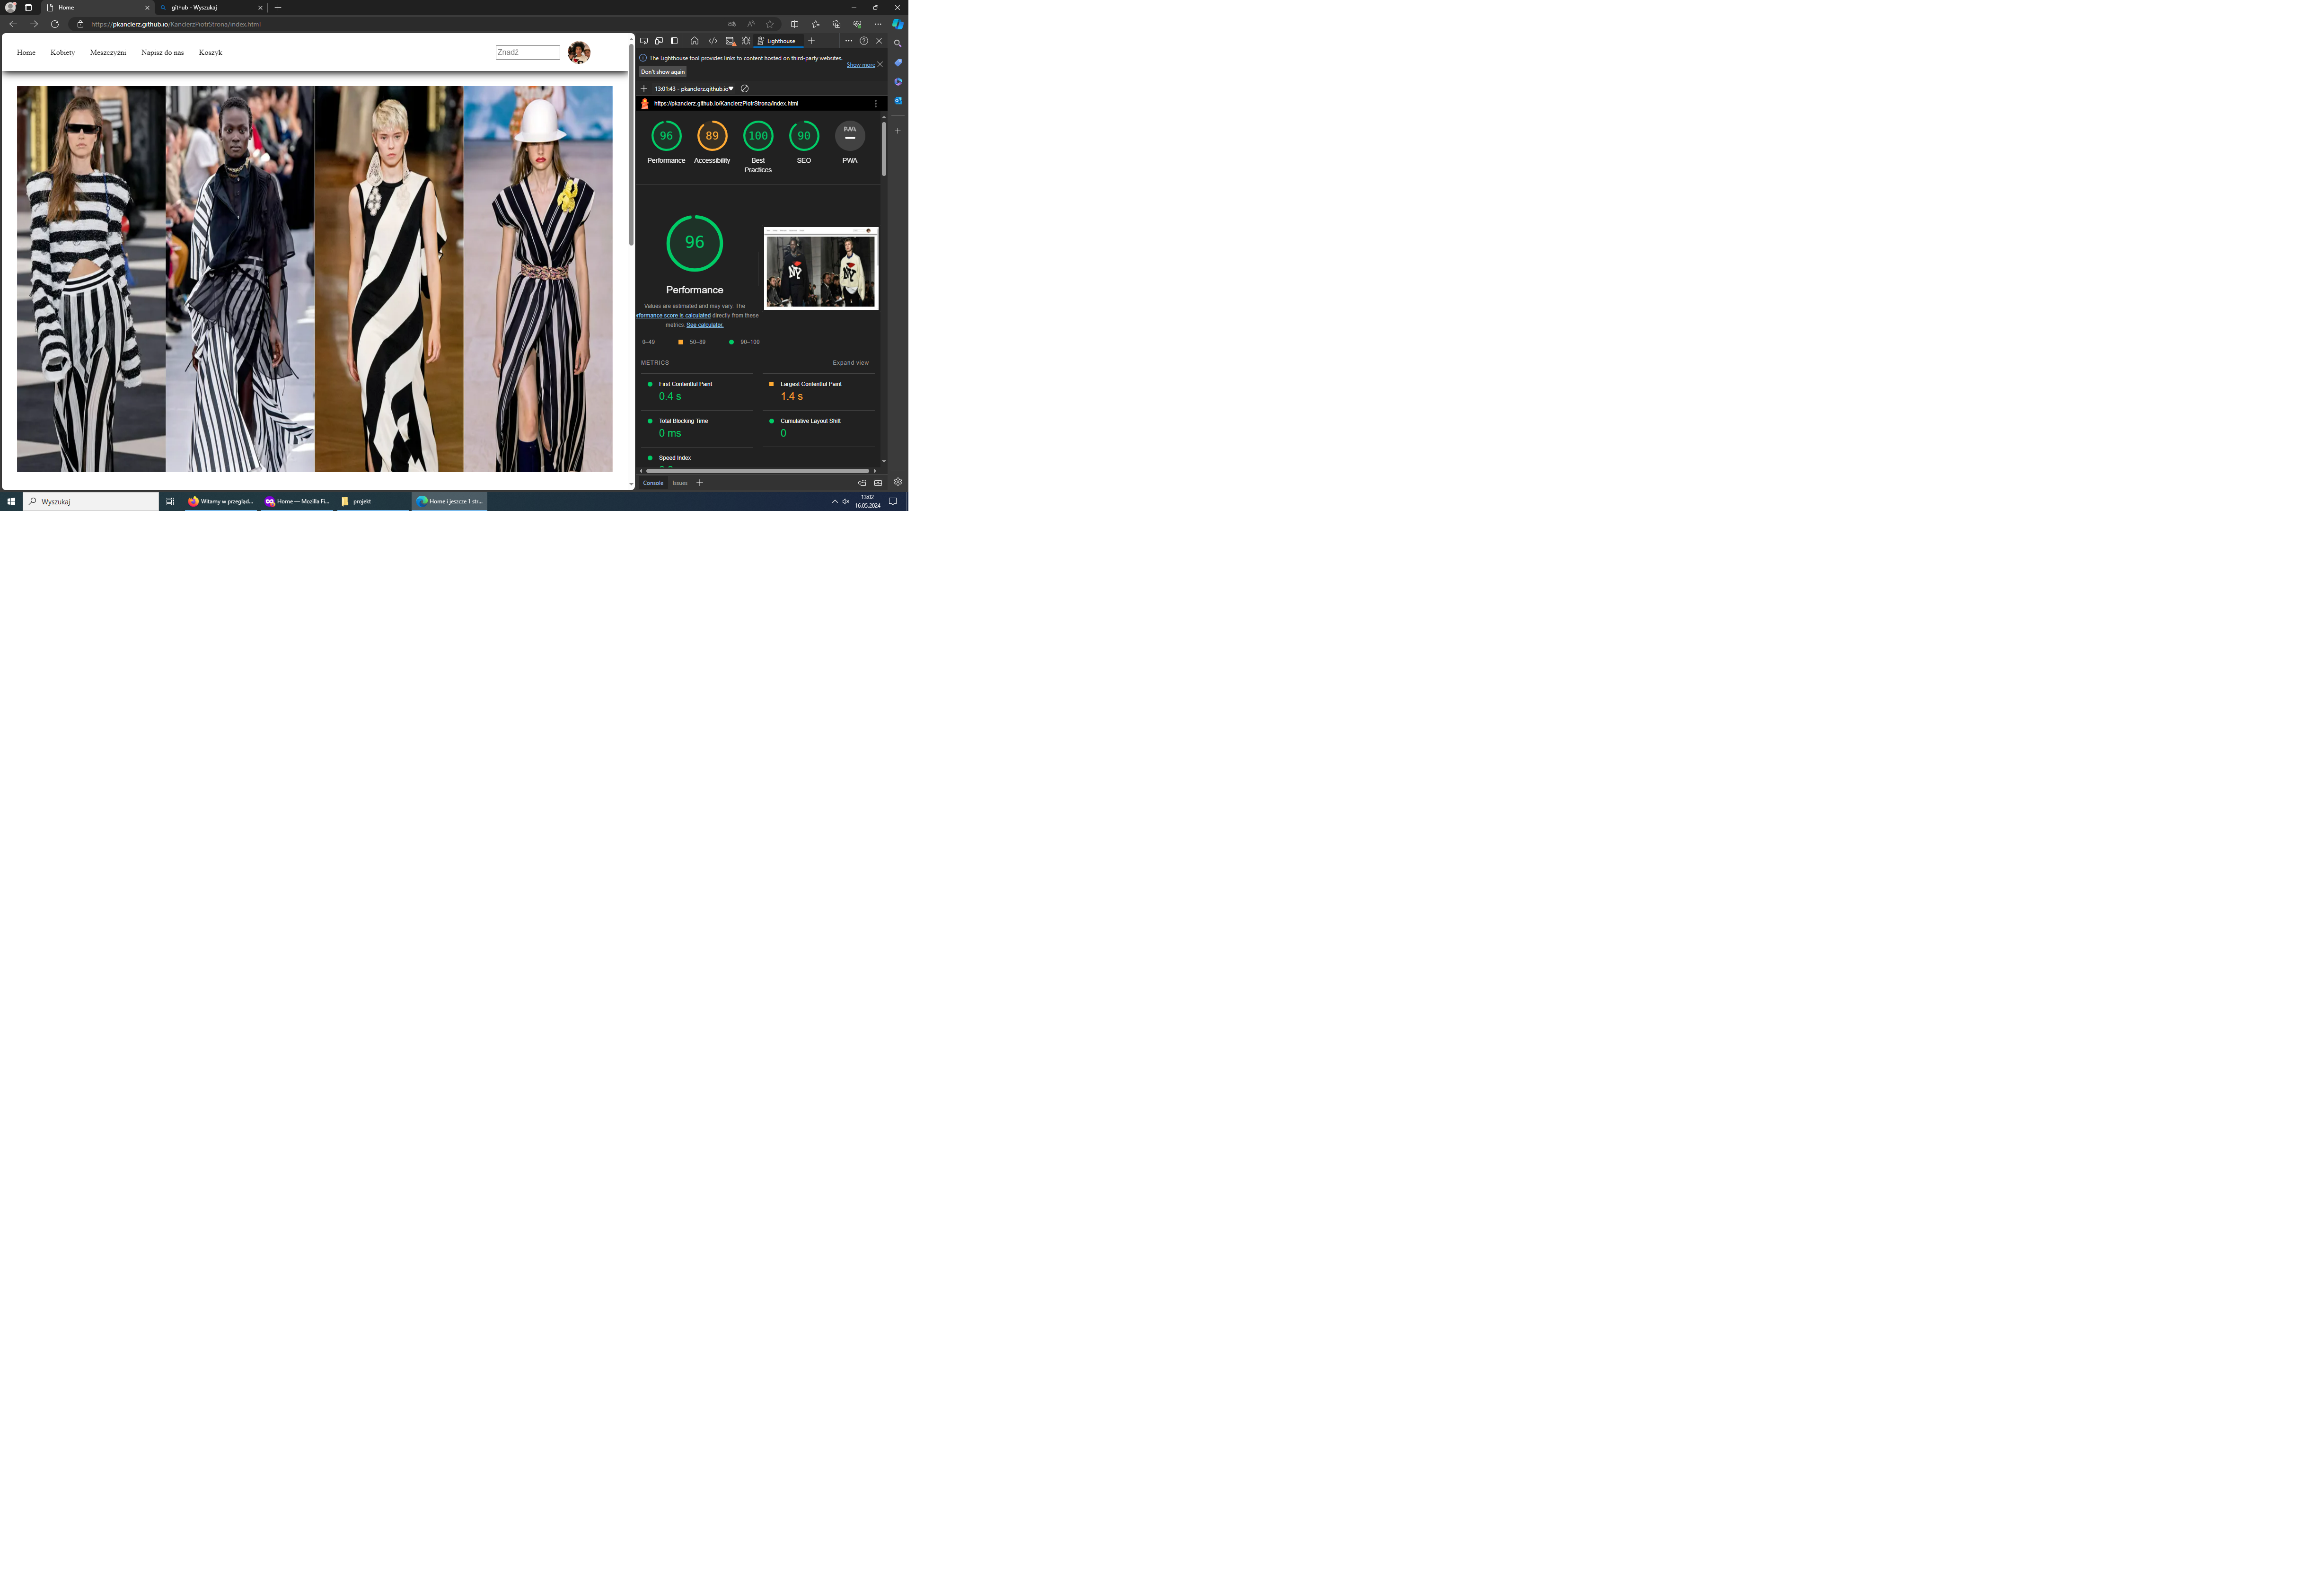 Home
github - Wyszukaj
https://pkanclerz.github.io/KanclerzPiotrStrona/index.html
Home Kobiety Meszczyźni Napisz do nas Koszyk
Znadź
Lighthouse
The Lighthouse tool provides links to content hosted on third-party websites.
Show more
Don't show again
13:01:43 - pkanclerz.github.io
https://pkanclerz.github.io/KanclerzPiotrStrona/index.html
96 89 100 90 PWA
Performance Accessibility Best Practices SEO PWA
96
Performance
Values are estimated and may vary. The
rformance score is calculated directly from these
metrics. See calculator.
0–49 50–89 90–100
METRICS Expand view
First Contentful Paint Largest Contentful Paint
0.4 s 1.4 s
Total Blocking Time Cumulative Layout Shift
0 ms 0
Speed Index
NY NY
Console Issues
Wyszukaj
Witamy w przegląd...
Home — Mozilla Fi...
projekt
Home i jeszcze 1 str...
13:02
16.05.2024